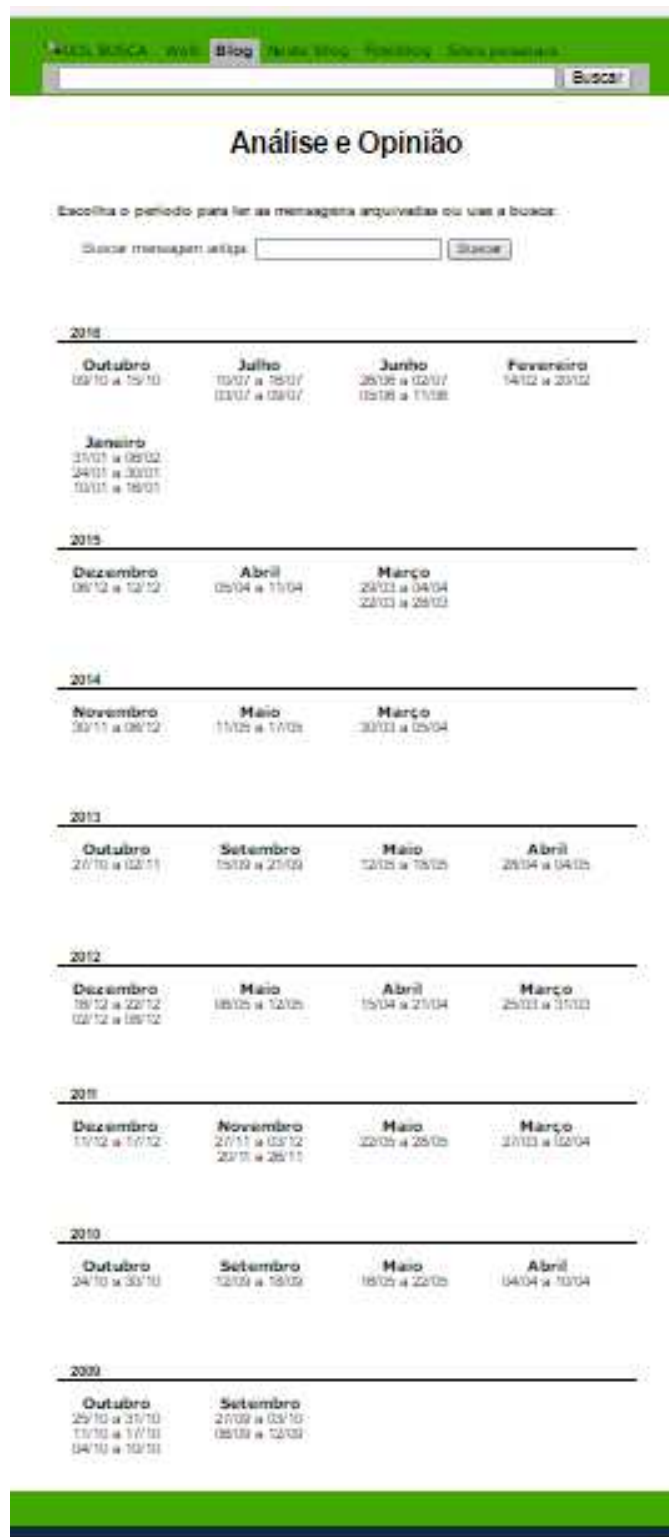 UOL BUSCA Web Blog Neste Blog Fotoblog Sites pessoais
Buscar
Análise e Opinião
Escolha o período para ler as mensagens arquivadas ou use a busca:
Buscar mensagem antiga: Buscar
2016
Outubro Julho Junho Fevereiro
09/10 a 15/10 10/07 a 16/07 26/06 a 02/07 14/02 a 20/02
03/07 a 09/07 05/06 a 11/06
Janeiro
31/01 a 06/02
24/01 a 30/01
10/01 a 16/01
2015
Dezembro Abril Março
06/12 a 12/12 05/04 a 11/04 29/03 a 04/04
22/03 a 28/03
2014
Novembro Maio Março
30/11 a 06/12 11/05 a 17/05 30/03 a 05/04
2013
Outubro Setembro Maio Abril
27/10 a 02/11 15/09 a 21/09 12/05 a 18/05 28/04 a 04/05
2012
Dezembro Maio Abril Março
16/12 a 22/12 06/05 a 12/05 15/04 a 21/04 25/03 a 31/03
02/12 a 08/12
2011
Dezembro Novembro Maio Março
11/12 a 17/12 27/11 a 03/12 22/05 a 28/05 27/03 a 02/04
20/11 a 26/11
2010
Outubro Setembro Maio Abril
24/10 a 30/10 12/09 a 18/09 16/05 a 22/05 04/04 a 10/04
2009
Outubro Setembro
25/10 a 31/10 27/09 a 03/10
11/10 a 17/10 06/09 a 12/09
04/10 a 10/10